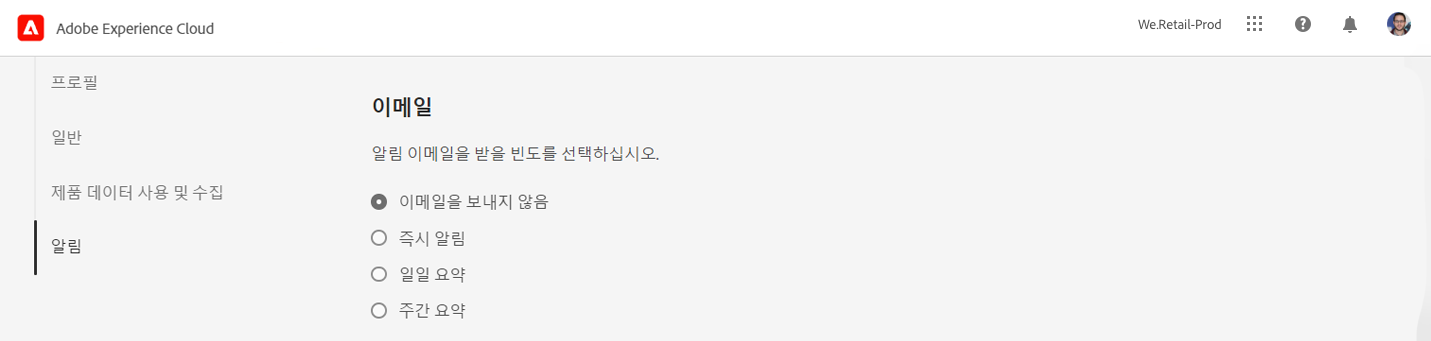 Adobe Experience Cloud
We.Retail-Prod
프로필
일반
제품 데이터 사용 및 수집
알림
이메일
알림 이메일을 받을 빈도를 선택하십시오.
이메일을 보내지 않음
즉시 알림
일일 요약
주간 요약